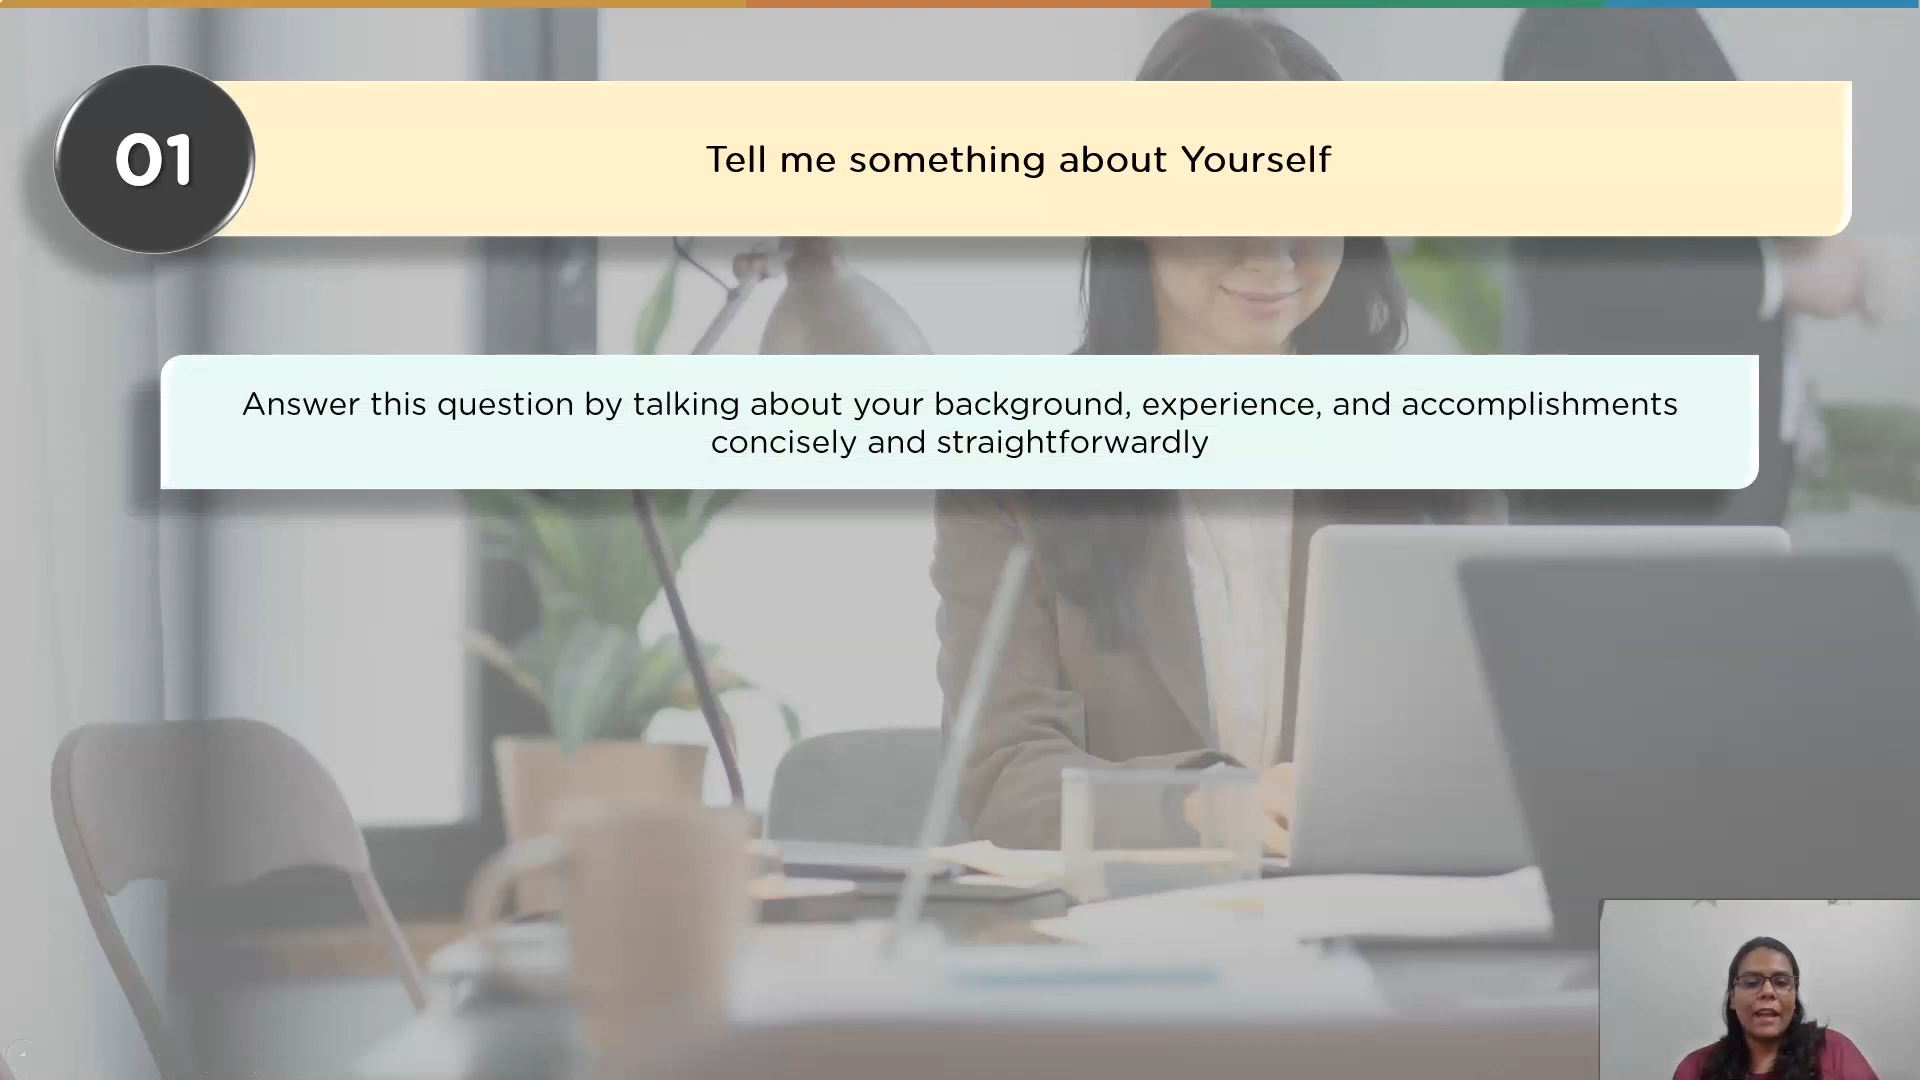 01
Tell me something about Yourself
Answer this question by talking about your background, experience, and accomplishments
concisely and straightforwardly